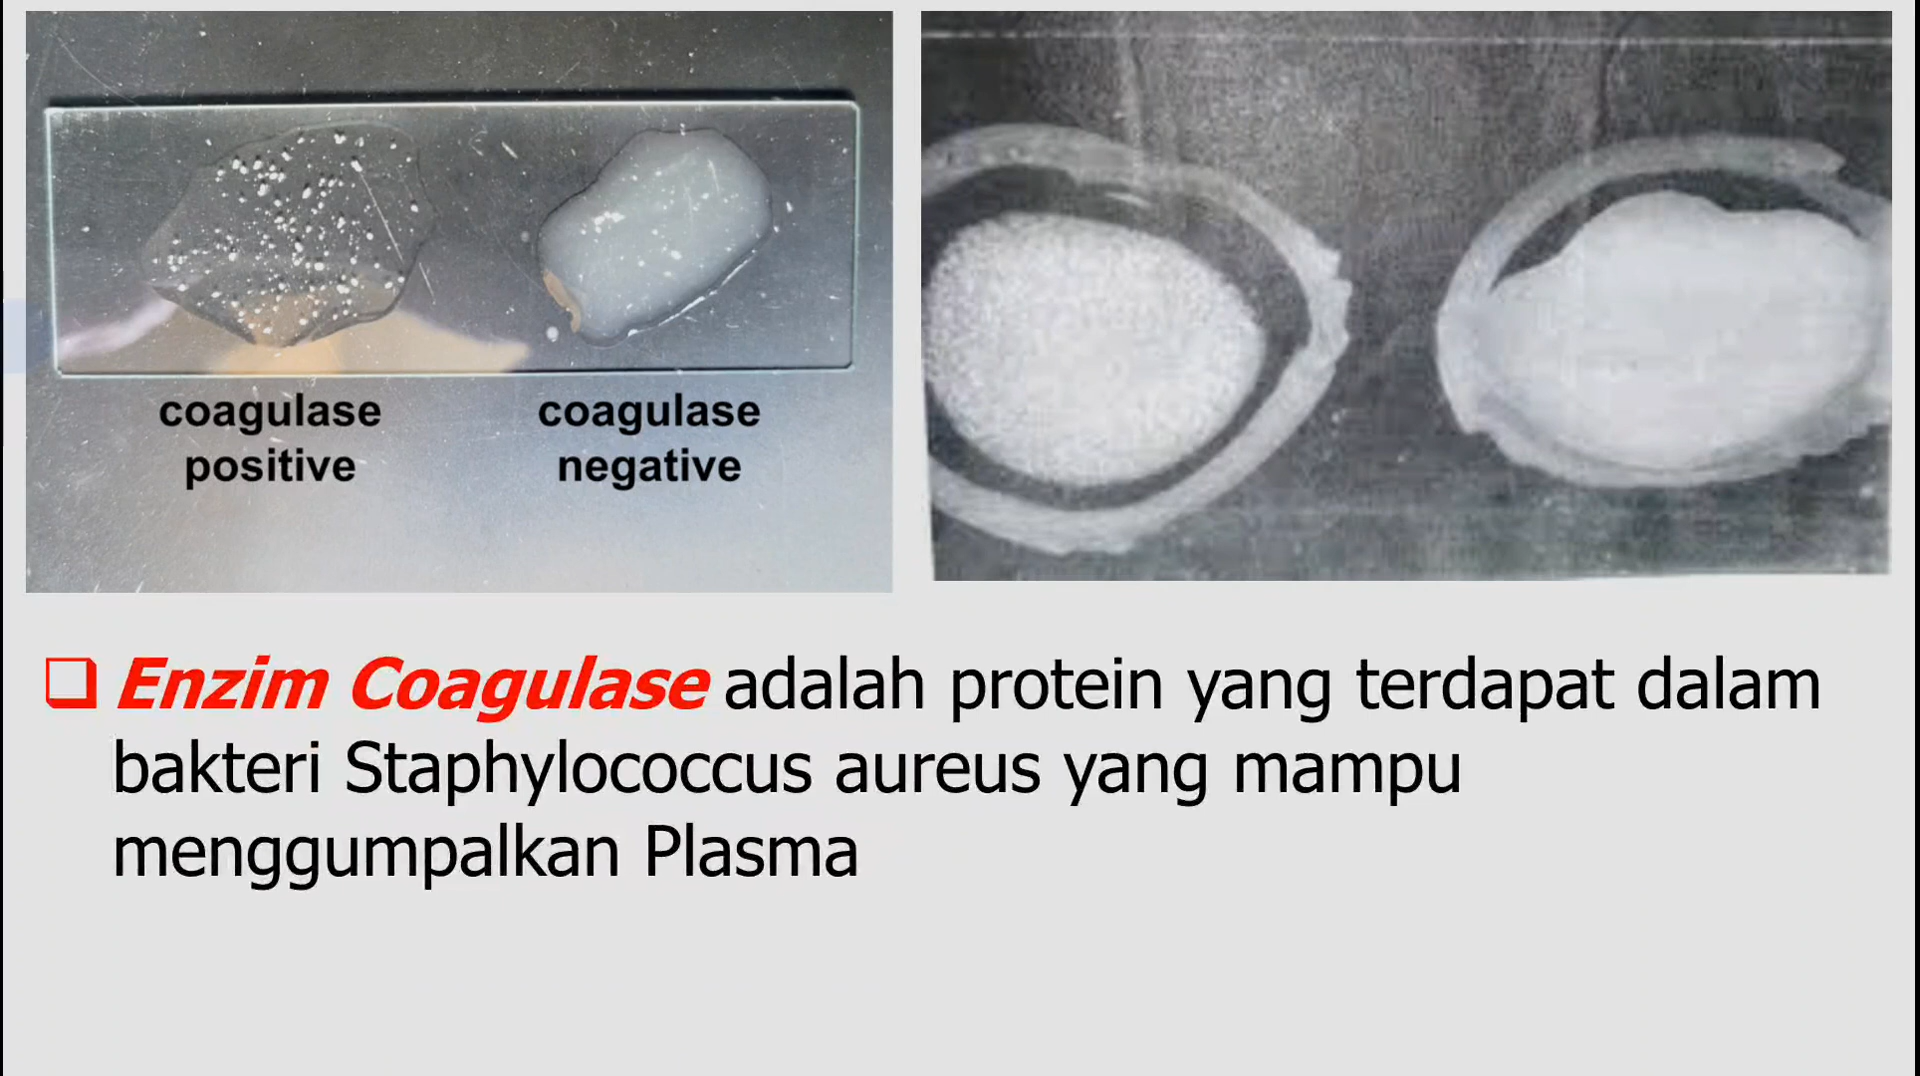 coagulase positive
coagulase negative
Enzim Coagulase adalah protein yang terdapat dalam
bakteri Staphylococcus aureus yang mampu
menggumpalkan Plasma